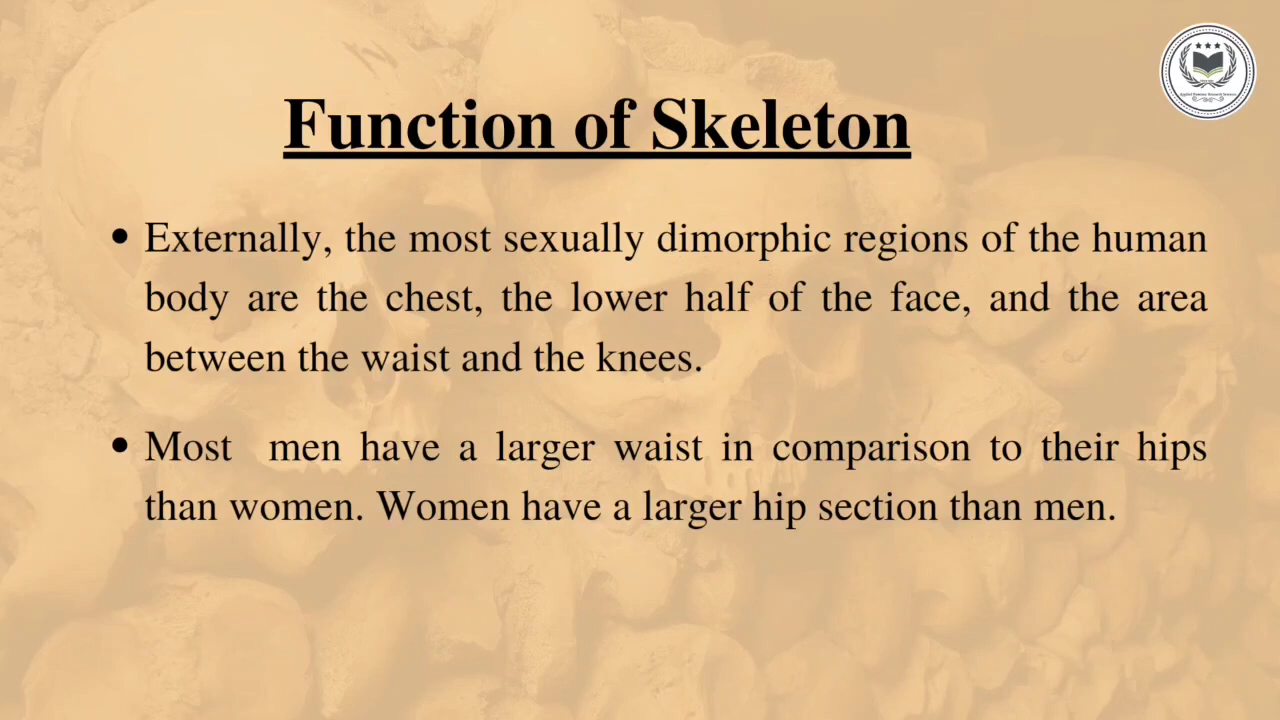 Function of Skeleton
• Externally, the most sexually dimorphic regions of the human
body are the chest, the lower half of the face, and the area
between the waist and the knees.
• Most  men have a larger waist in comparison to their hips
than women. Women have a larger hip section than men.